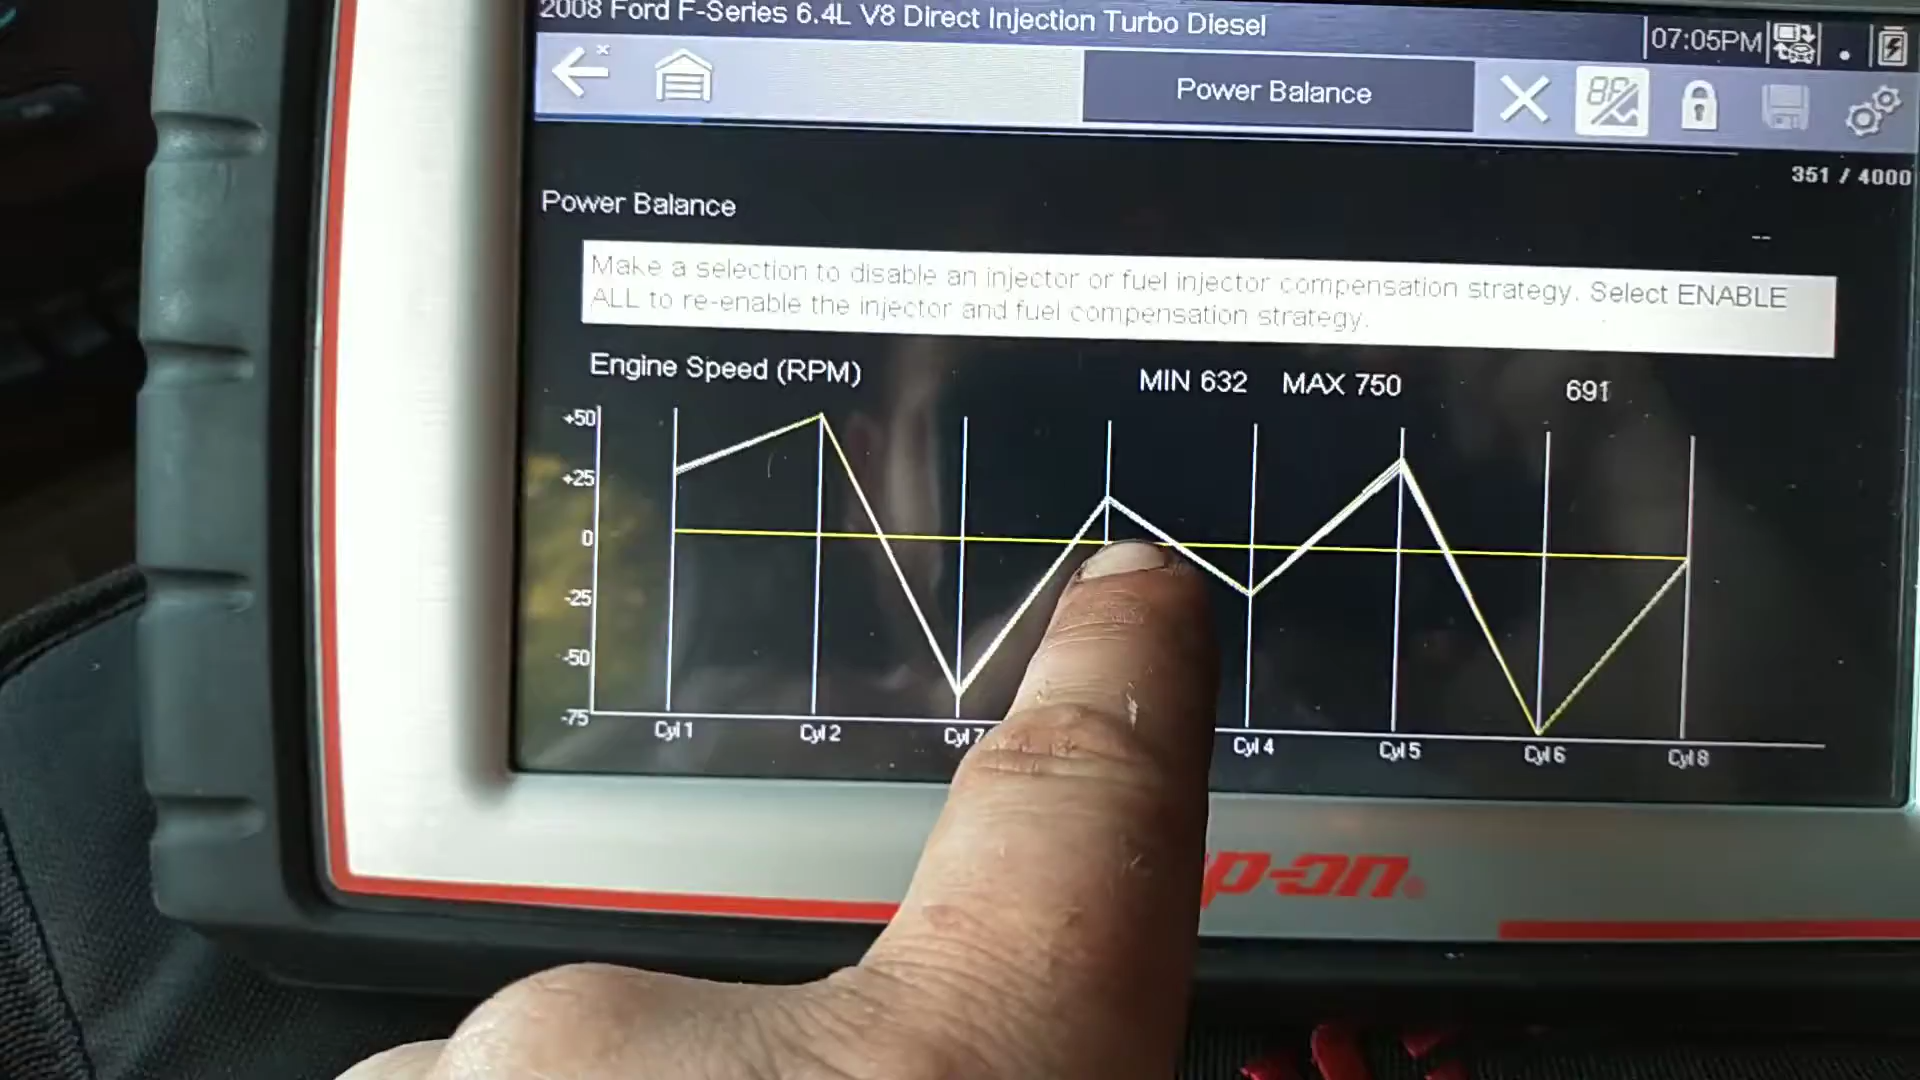 2008 Ford F-Series 6.4L V8 Direct Injection Turbo Diesel
07:05PM
Power Balance
351 / 4000
Power Balance
--
Make a selection to disable an injector or fuel injector compensation strategy. Select ENABLE
ALL to re-enable the injector and fuel compensation strategy.
Engine Speed (RPM)
MIN 632
MAX 750
691
+50
+25
0
-25
-50
-75
Cyl 1
Cyl 2
Cyl 7
Cyl 4
Cyl 5
Cyl 6
Cyl 8
p-on